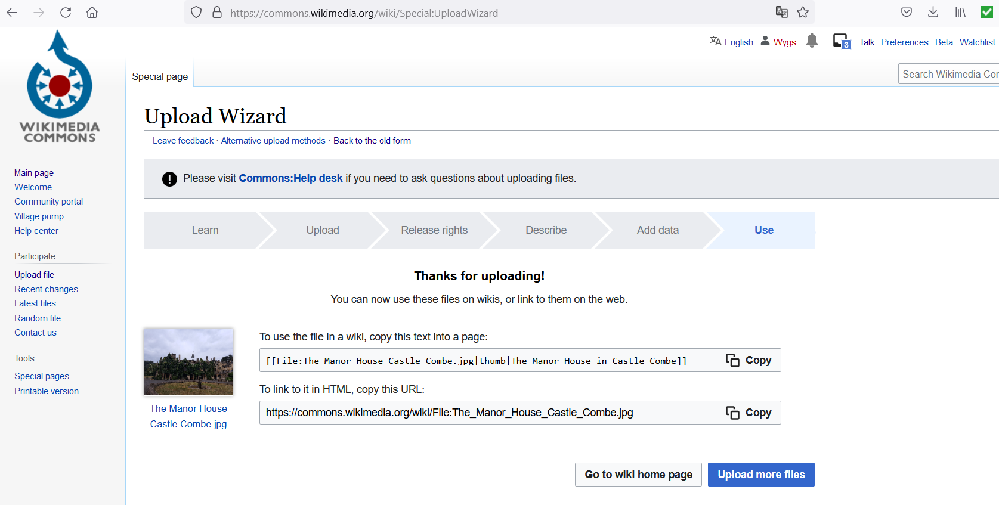 https://commons.wikimedia.org/wiki/Special:UploadWizard
English Wygs 3 Talk Preferences Beta Watchlist
WIKIMEDIA
COMMONS
Special page
Search Wikimedia Co
Upload Wizard
Leave feedback · Alternative upload methods · Back to the old form
Please visit Commons:Help desk if you need to ask questions about uploading files.
Main page
Welcome
Community portal
Village pump
Help center
Participate
Upload file
Recent changes
Latest files
Random file
Contact us
Tools
Special pages
Printable version
Learn Upload Release rights Describe Add data Use
Thanks for uploading!
You can now use these files on wikis, or link to them on the web.
To use the file in a wiki, copy this text into a page:
[[File:The Manor House Castle Combe.jpg|thumb|The Manor House in Castle Combe]] Copy
To link to it in HTML, copy this URL:
https://commons.wikimedia.org/wiki/File:The_Manor_House_Castle_Combe.jpg Copy
The Manor House
Castle Combe.jpg
Go to wiki home page Upload more files